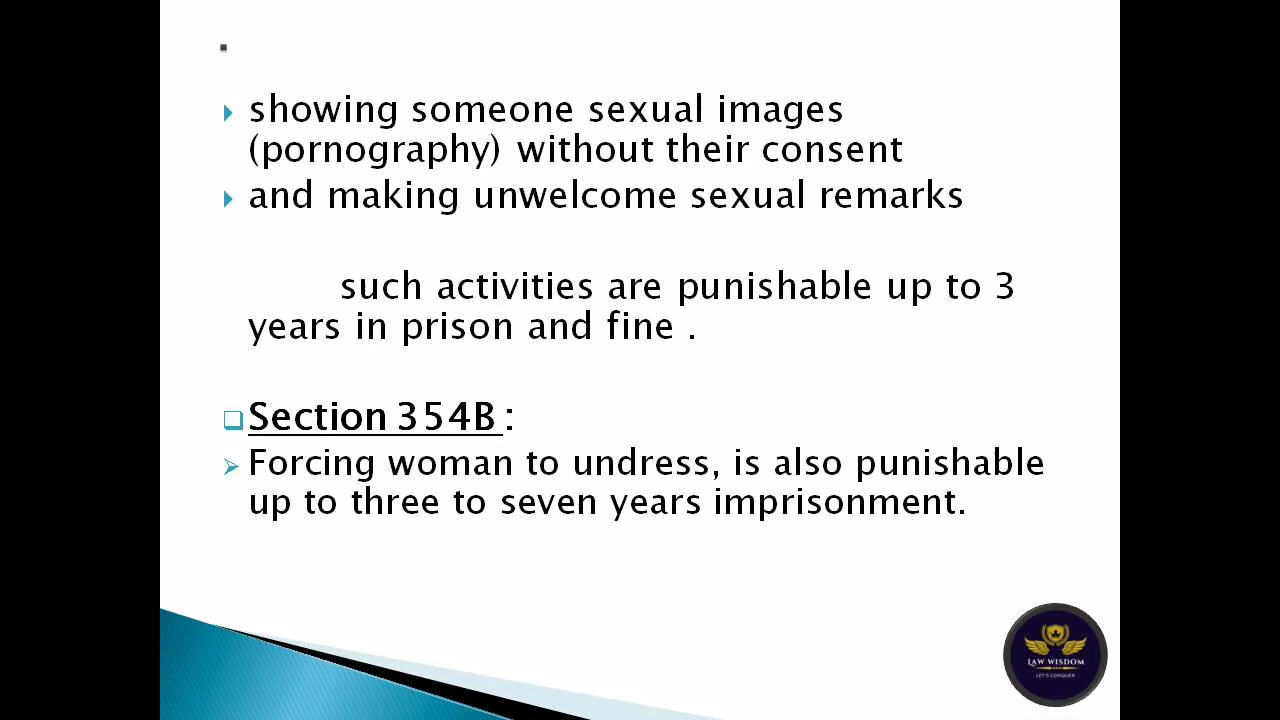 showing someone sexual images
(pornography) without their consent
and making unwelcome sexual remarks
such activities are punishable up to 3
years in prison and fine .
Section 354B :
Forcing woman to undress, is also punishable
up to three to seven years imprisonment.
LAW WISDOM
LET'S CONQUER